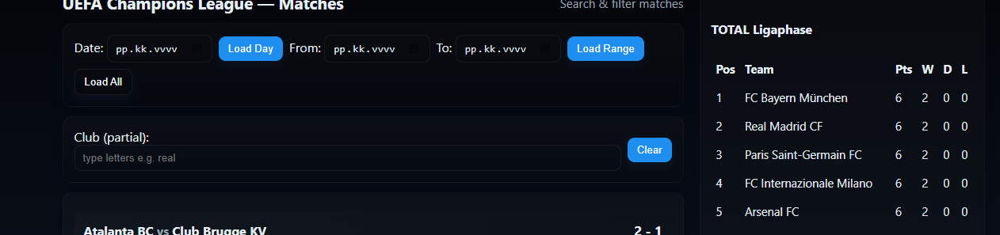 UEFA Champions League — Matches
Search & filter matches
Date: pp.kk.vvvv Load Day From: pp.kk.vvvv To: pp.kk.vvvv Load Range
Load All
Club (partial):
type letters e.g. real
Clear
Atalanta BC vs Club Brugge KV 2 - 1
TOTAL Ligaphase
Pos Team Pts W D L
1 FC Bayern München 6 2 0 0
2 Real Madrid CF 6 2 0 0
3 Paris Saint-Germain FC 6 2 0 0
4 FC Internazionale Milano 6 2 0 0
5 Arsenal FC 6 2 0 0